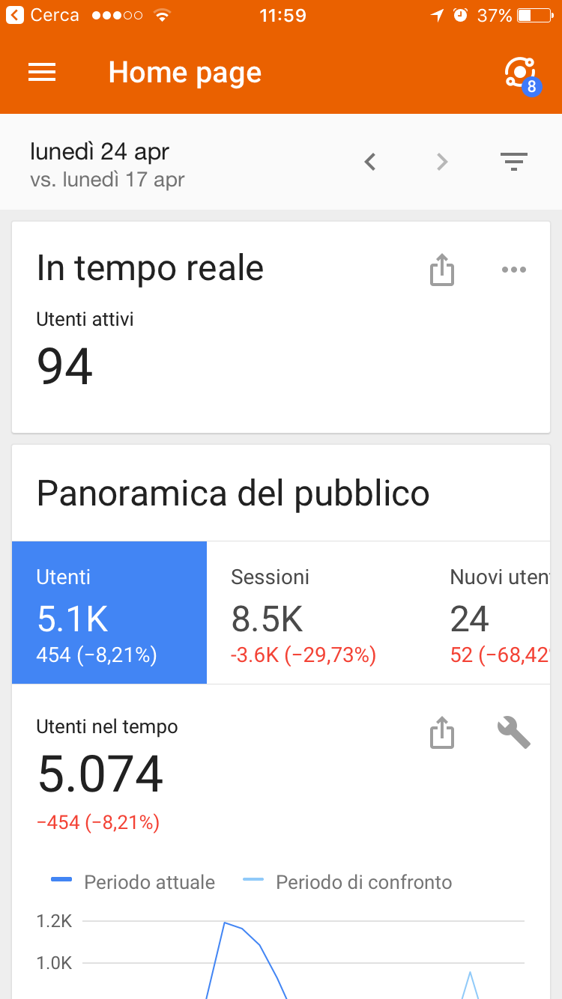 Cerca 11:59 37%
Home page
8
lunedì 24 apr
vs. lunedì 17 apr
In tempo reale
Utenti attivi
94
Panoramica del pubblico
Utenti Sessioni Nuovi uten
5.1K 8.5K 24
454 (−8,21%) -3.6K (−29,73%) 52 (−68,42
Utenti nel tempo
5.074
−454 (−8,21%)
Periodo attuale Periodo di confronto
1.2K
1.0K